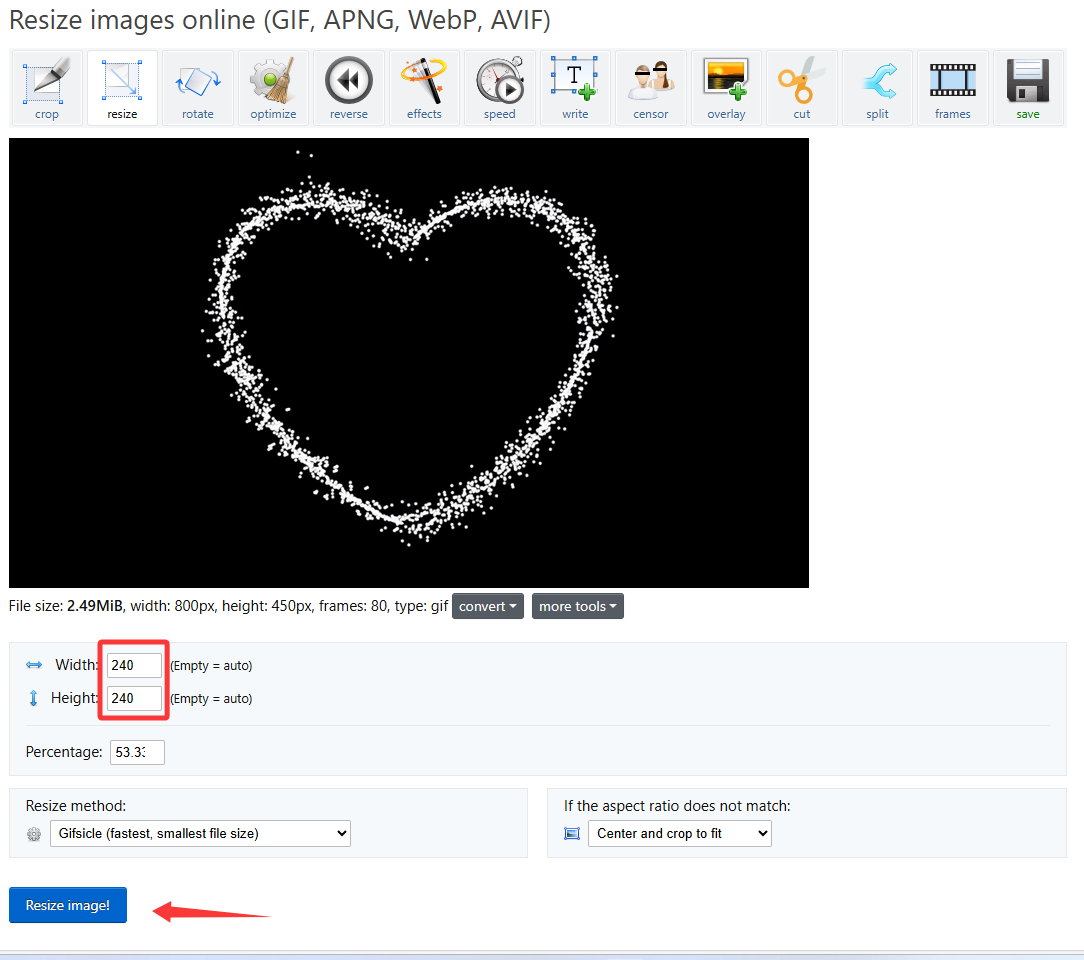 Resize images online (GIF, APNG, WebP, AVIF)
crop resize rotate optimize reverse effects speed write censor overlay cut split frames save
File size: 2.49MiB, width: 800px, height: 450px, frames: 80, type: gif convert more tools
Width: 240 (Empty = auto)
Height: 240 (Empty = auto)
Percentage: 53.33
Resize method:
Gifsicle (fastest, smallest file size)
If the aspect ratio does not match:
Center and crop to fit
Resize image!